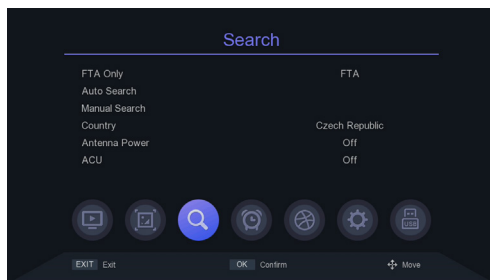 Search
FTA Only FTA
Auto Search
Manual Search
Country Czech Republic
Antenna Power Off
ACU Off
USB
EXIT Exit OK Confirm Move